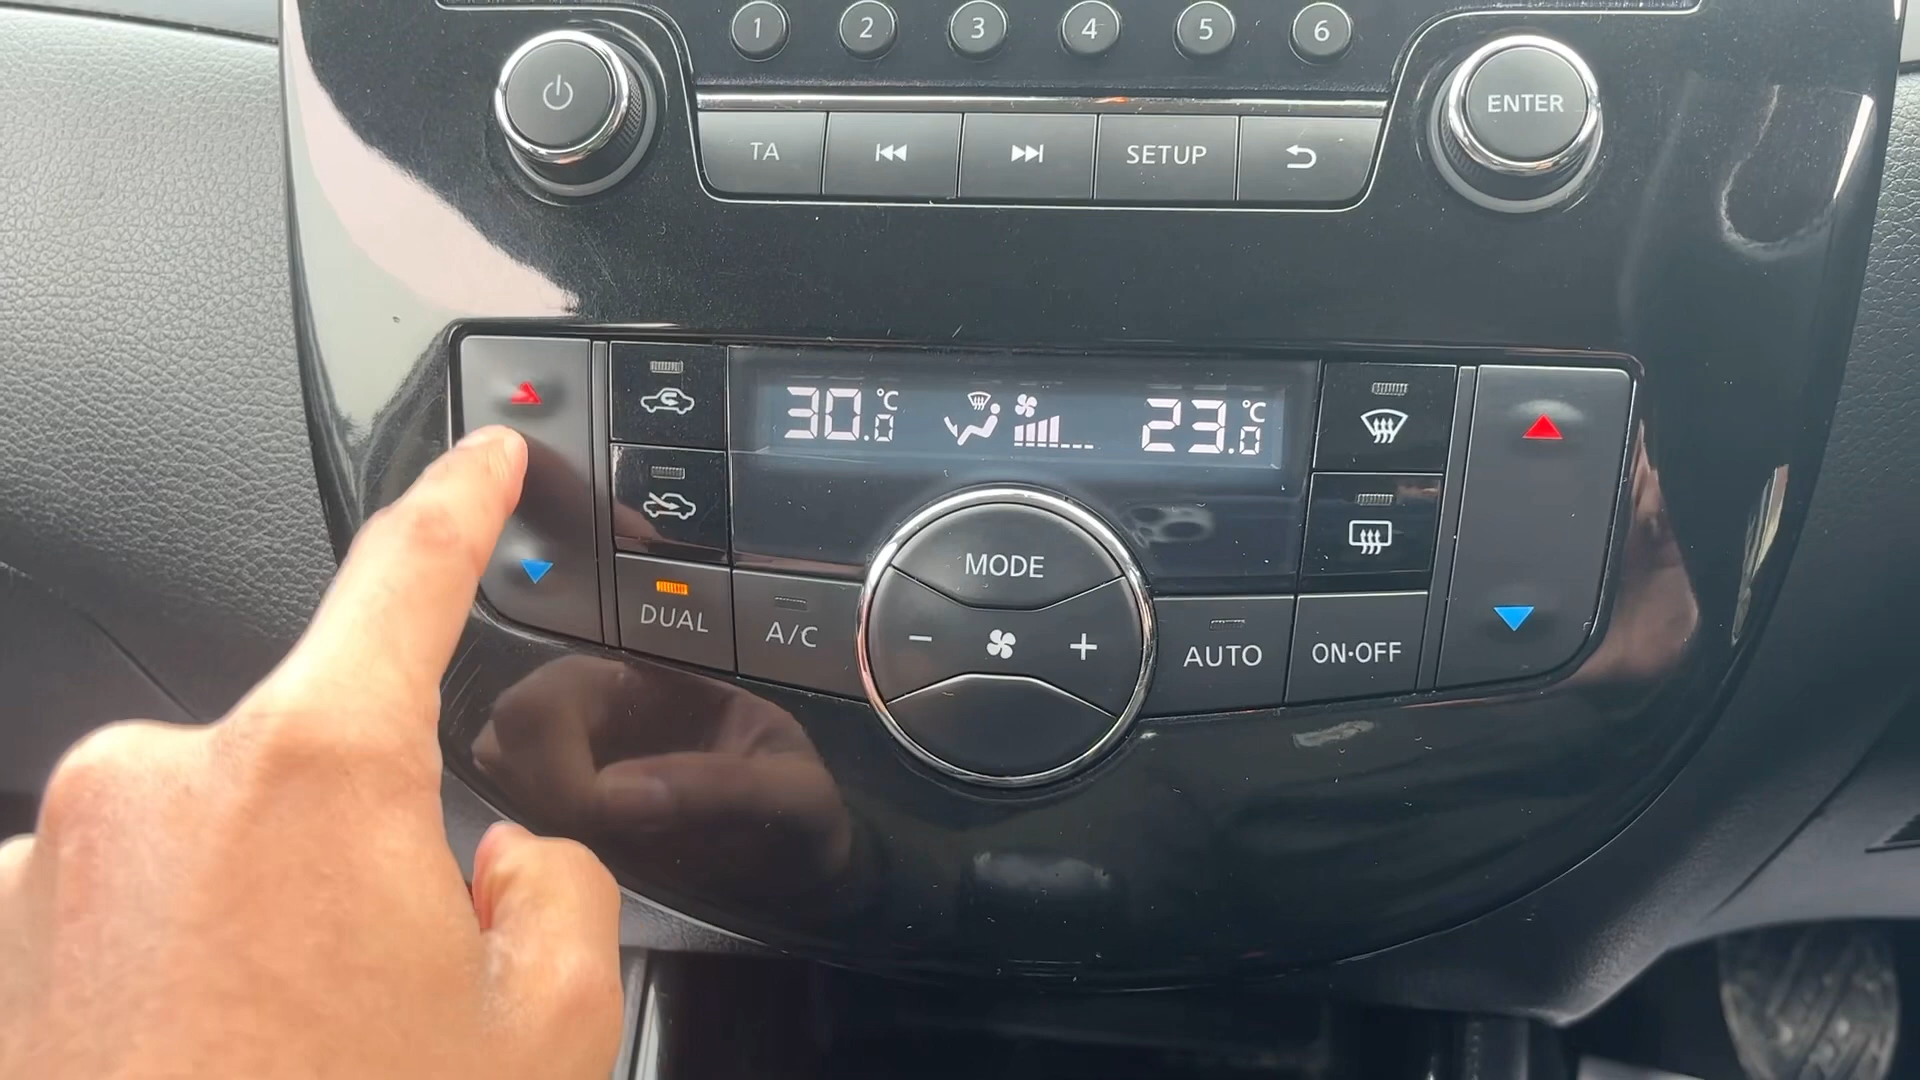 1 2 3 4 5 6
ENTER
TA SETUP
30.0 °C 23.0 °C
MODE
DUAL A/C - + AUTO ON·OFF